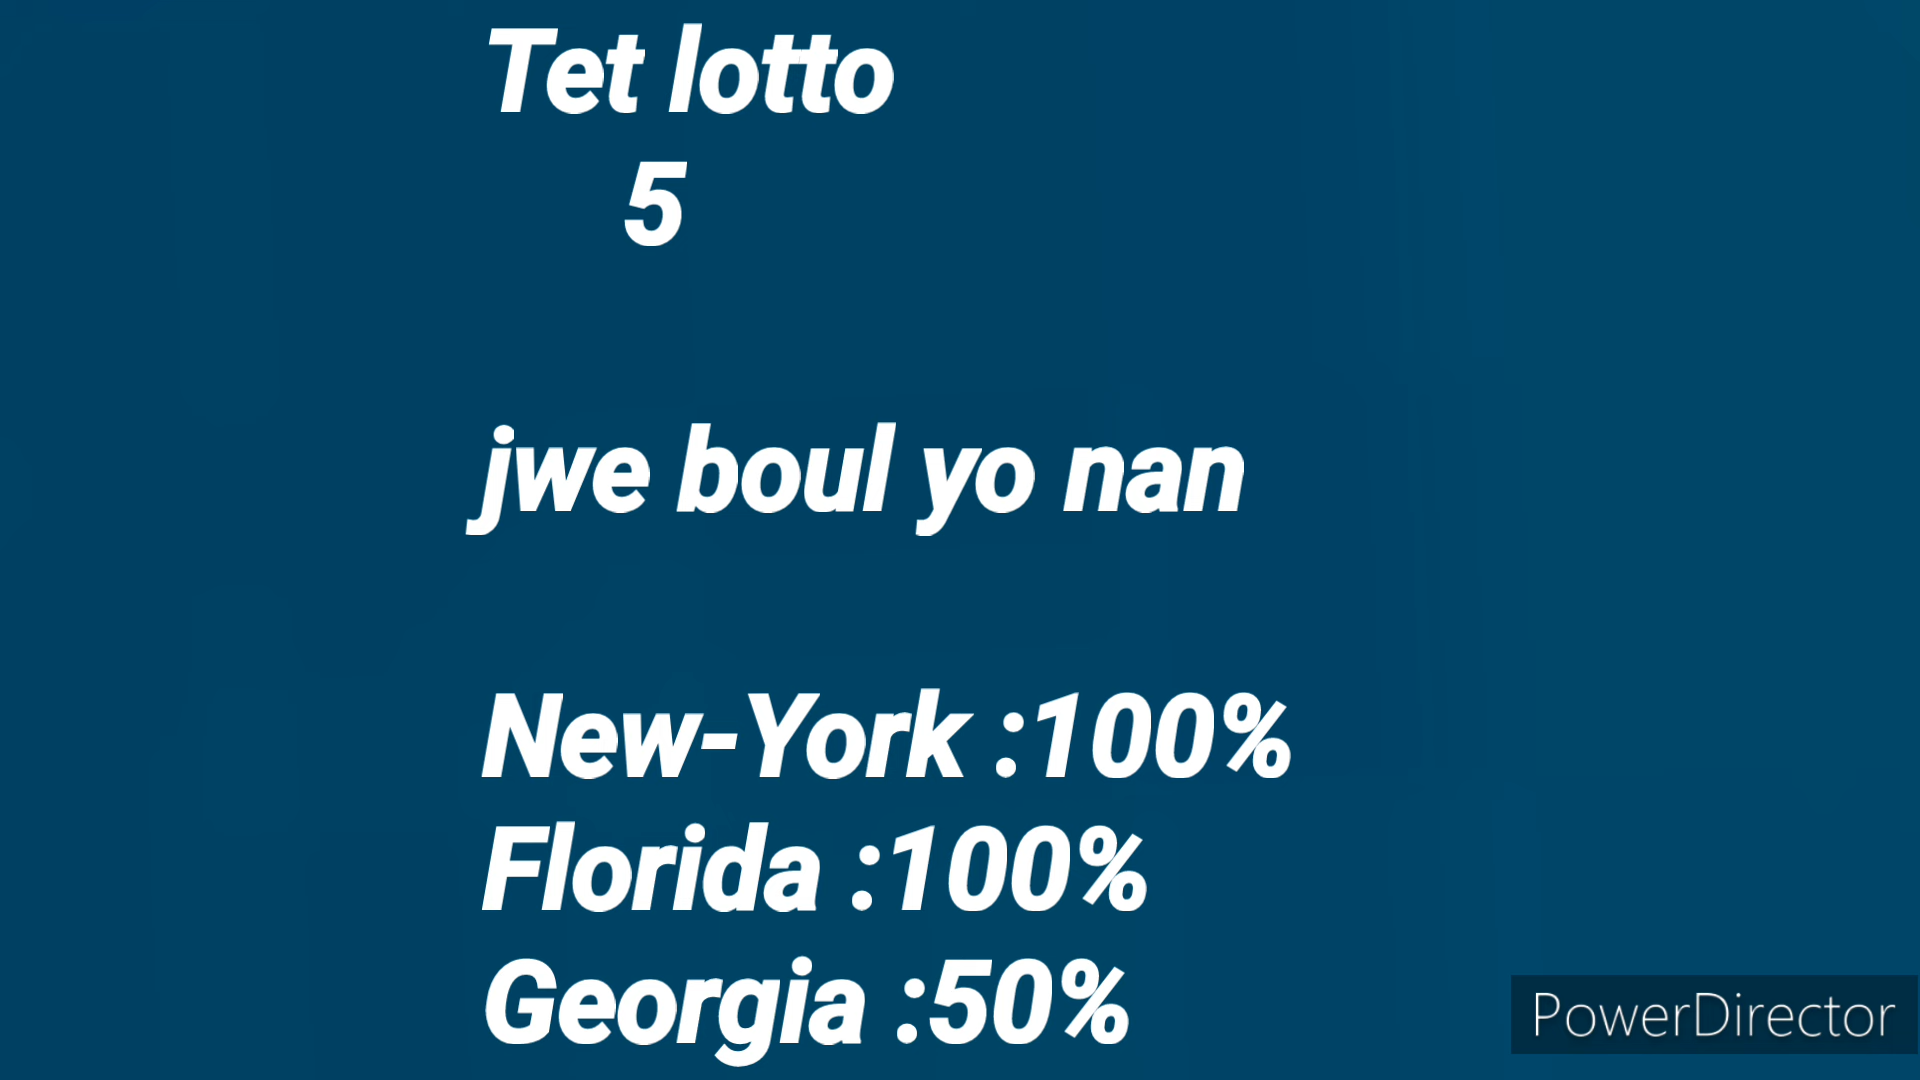 Tet lotto
5
jwe boul yo nan
New-York :100%
Florida :100%
Georgia :50%
PowerDirector